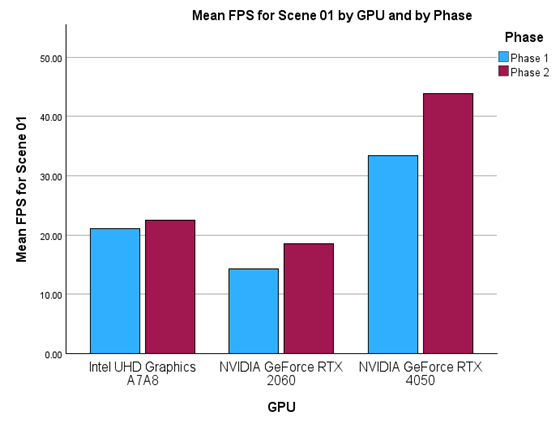 Mean FPS for Scene 01 by GPU and by Phase
Phase
Phase 1
Phase 2
Mean FPS for Scene 01
50.00
40.00
30.00
20.00
10.00
0.00
Intel UHD Graphics
A7A8
NVIDIA GeForce RTX
2060
NVIDIA GeForce RTX
4050
GPU